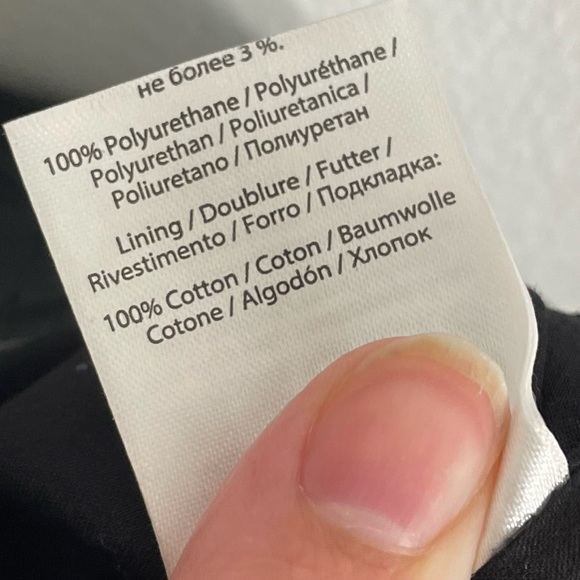 не более 3 %.
100% Polyurethane / Polyuréthane /
Polyurethan / Poliuretanica /
Poliuretano / Полиуретан
Lining / Doublure / Futter /
Rivestimento / Forro / Подкладка:
100% Cotton / Coton / Baumwolle
Cotone / Algodón / Хлопок